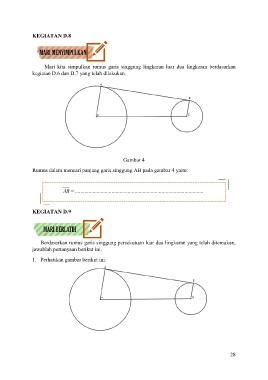 KEGIATAN D.8
MARI MENYIMPULKAN
Mari kita simpulkan rumus garis singgung lingkaran luar dua lingkaran berdasarkan
kegiatan D.6 dan D.7 yang telah dilakukan.
Gambar 4
Rumus dalam mencari panjang garis singgung AB pada gambar 4 yaitu:
AB = ...............................................................
KEGIATAN D.9
MARI BERLATIH
Berdasarkan rumus garis singgung persekutuan luar dua lingkaran yang telah ditemukan,
jawablah pertanyaan berikut ini.
1. Perhatikan gambar berikut ini.
28